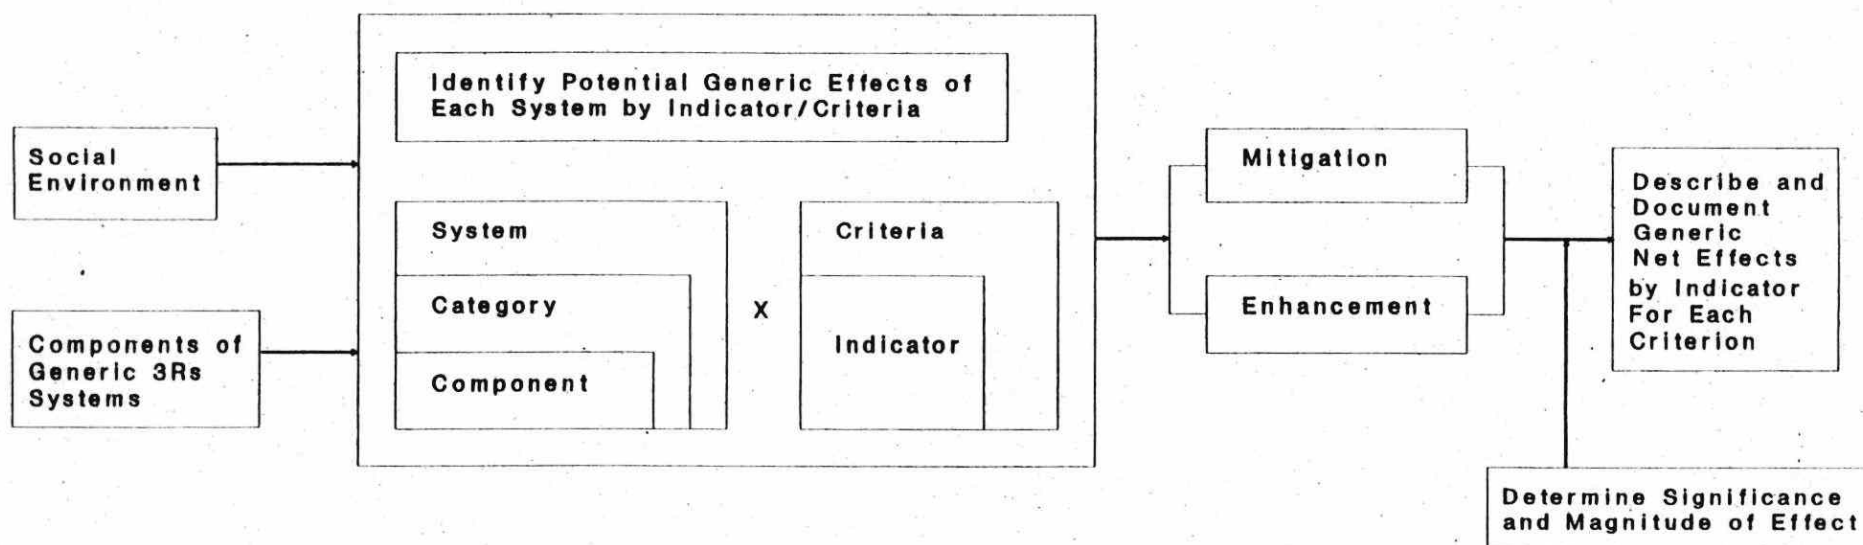 Identify Potential Generic Effects of
Each System by Indicator/Criteria
Social
Environment
Components of
Generic 3Rs
Systems
System
Category
Component
X
Criteria
Indicator
Mitigation
Enhancement
Describe and
Document
Generic
Net Effects
by Indicator
For Each
Criterion
Determine Significance
and Magnitude of Effect